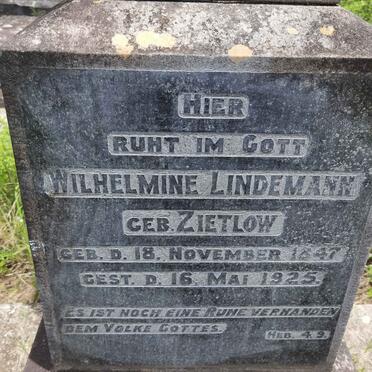 HIER
RUHT IM GOTT
WILHELMINE LINDEMANN
GEB. ZIETLOW
GEB. D. 18. NOVEMBER 1847
GEST. D. 16. MAI 1925.
ES IST NOCH EINE RUHE VERHANDEN
DEM VOLKE GOTTES. HEB. 4. 9.